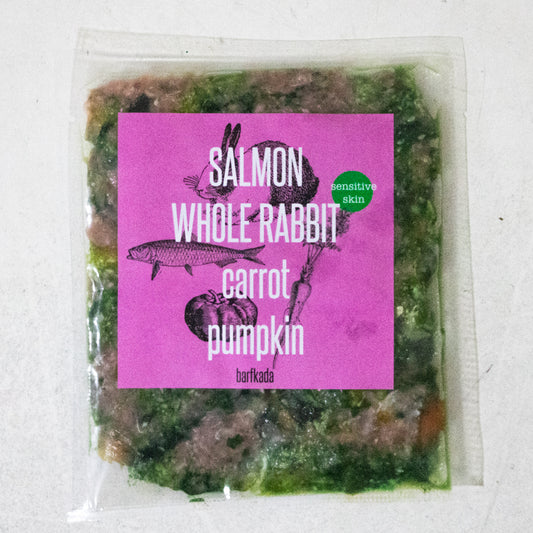 SALMON
sensitive
skin
WHOLE RABBIT
carrot
pumpkin
barfkada